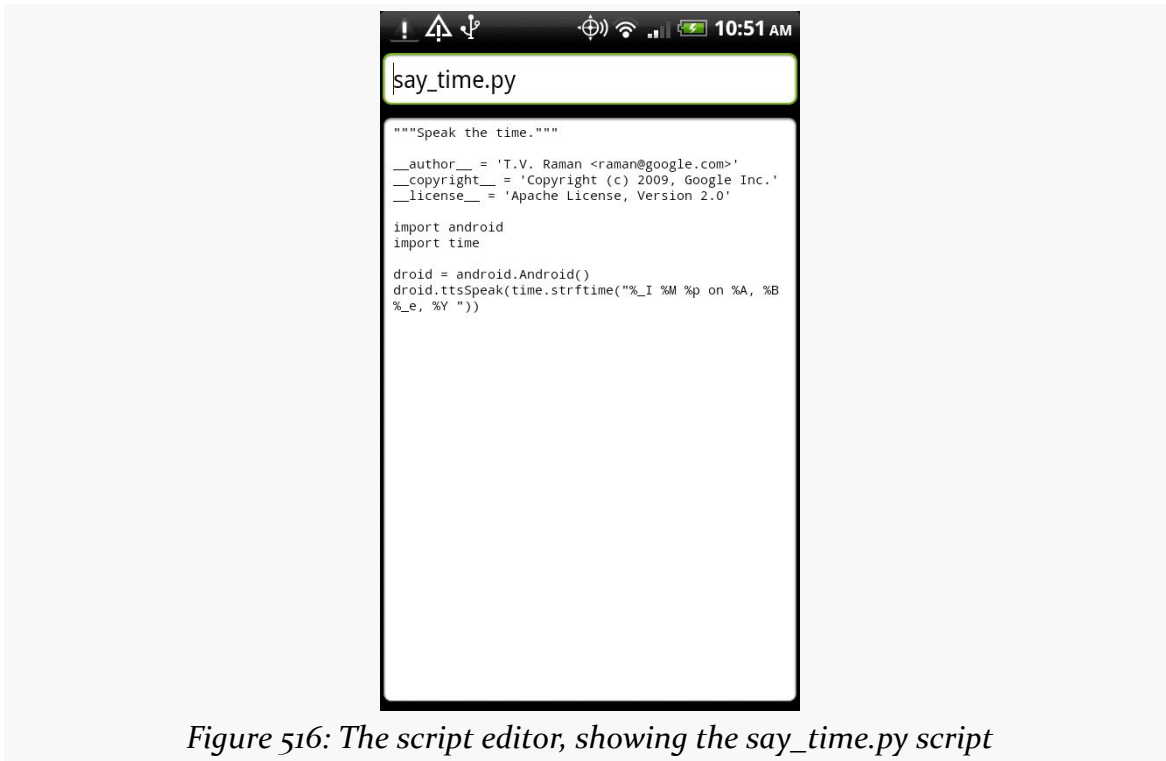 10:51 AM
say_time.py
"""Speak the time."""
__author__ = 'T.V. Raman <raman@google.com>'
__copyright__ = 'Copyright (c) 2009, Google Inc.'
__license__ = 'Apache License, Version 2.0'
import android
import time
droid = android.Android()
droid.ttsSpeak(time.strftime("%_I %M %p on %A, %B
%_e, %Y "))
Figure 516: The script editor, showing the say_time.py script